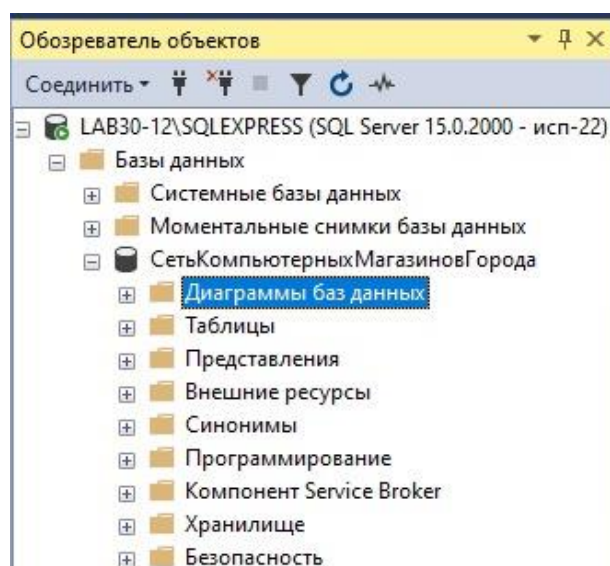 Обозреватель объектов
Соединить
LAB30-12\SQLEXPRESS (SQL Server 15.0.2000 - исп-22)
Базы данных
Системные базы данных
Моментальные снимки базы данных
СетьКомпьютерныхМагазиновГорода
Диаграммы баз данных
Таблицы
Представления
Внешние ресурсы
Синонимы
Программирование
Компонент Service Broker
Хранилище
Безопасность